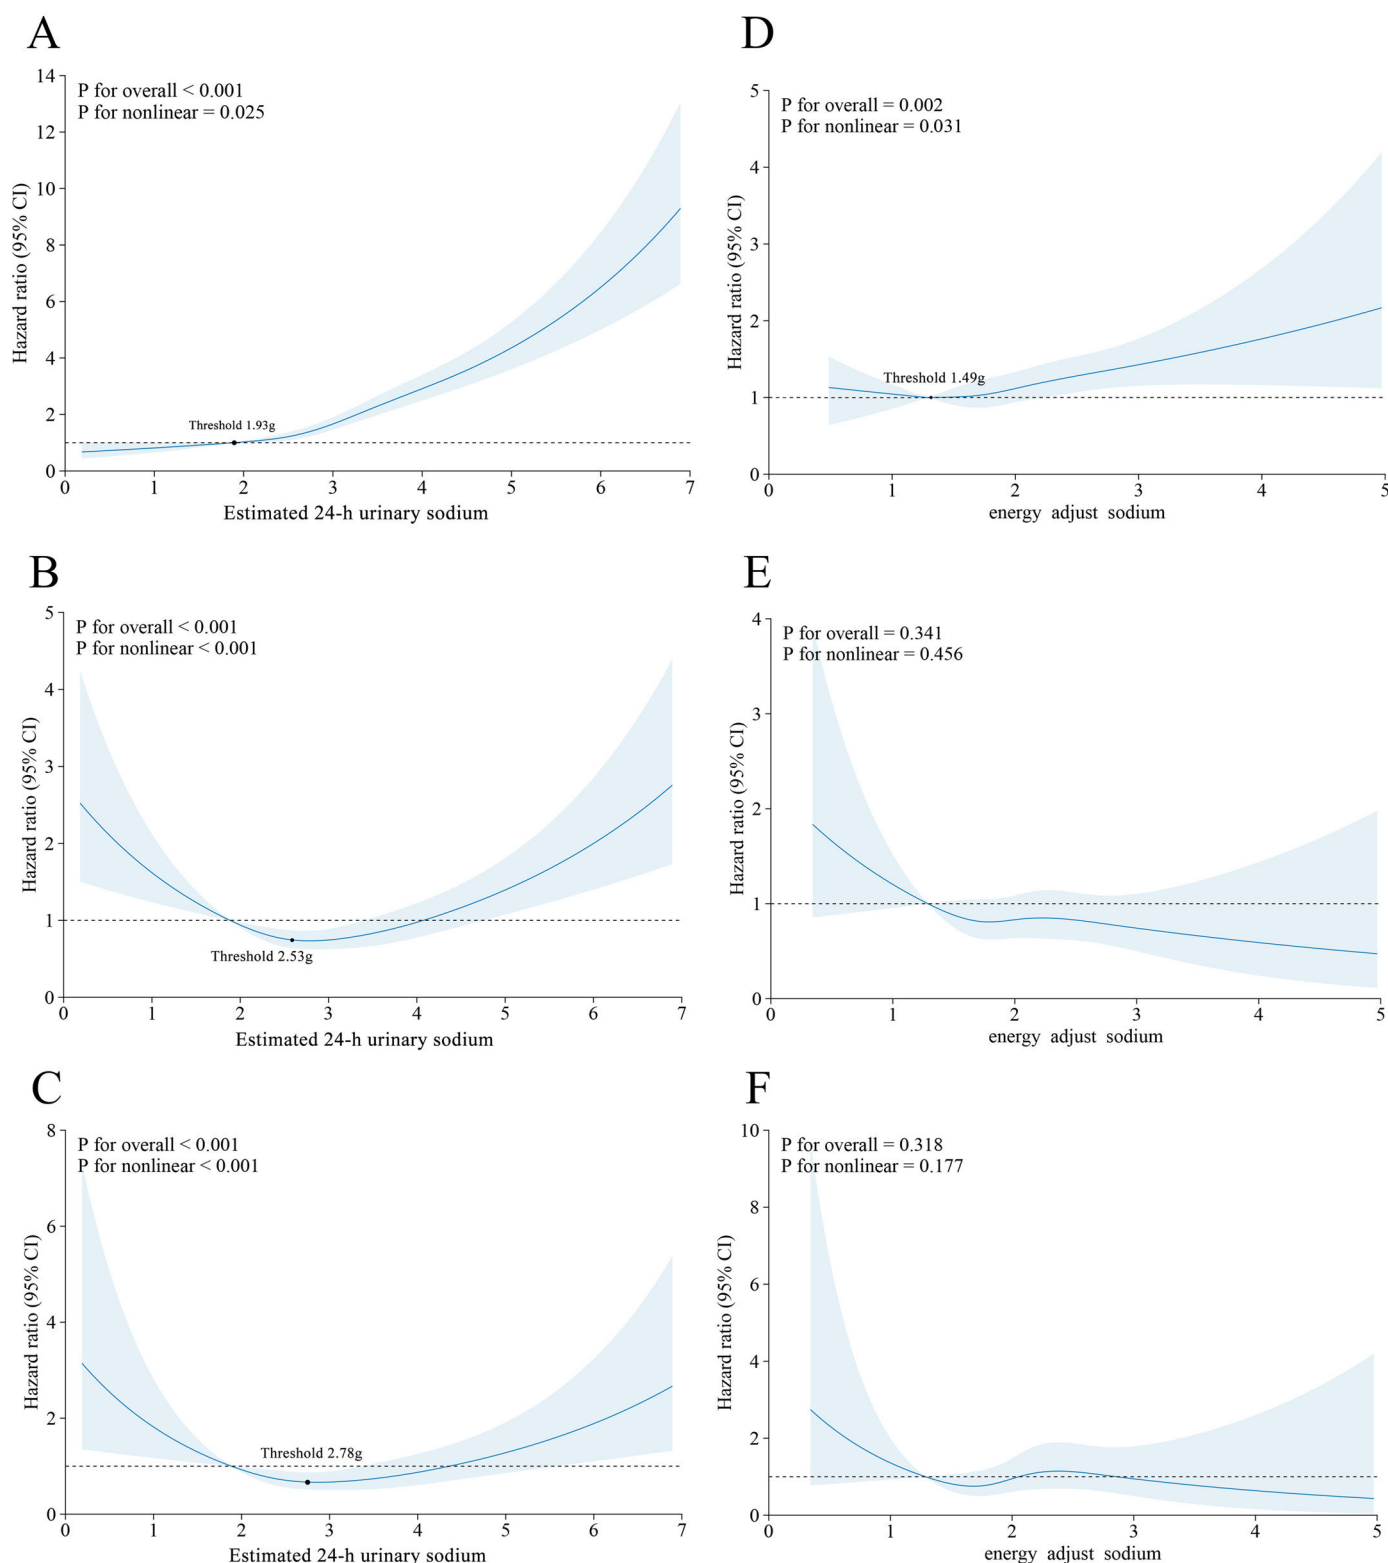 A
P for overall < 0.001
P for nonlinear = 0.025
Hazard ratio (95% CI)
14
12
10
8
6
4
2
0
Threshold 1.93g
0 1 2 3 4 5 6 7
Estimated 24-h urinary sodium
D
P for overall = 0.002
P for nonlinear = 0.031
Hazard ratio (95% CI)
5
4
3
2
1
0
Threshold 1.49g
0 1 2 3 4 5
energy adjust sodium
B
P for overall < 0.001
P for nonlinear < 0.001
Hazard ratio (95% CI)
5
4
3
2
1
0
Threshold 2.53g
0 1 2 3 4 5 6 7
Estimated 24-h urinary sodium
E
P for overall = 0.341
P for nonlinear = 0.456
Hazard ratio (95% CI)
4
3
2
1
0
0 1 2 3 4 5
energy adjust sodium
C
P for overall < 0.001
P for nonlinear < 0.001
Hazard ratio (95% CI)
8
6
4
2
0
Threshold 2.78g
0 1 2 3 4 5 6 7
Estimated 24-h urinary sodium
F
P for overall = 0.318
P for nonlinear = 0.177
Hazard ratio (95% CI)
10
8
6
4
2
0
0 1 2 3 4 5
energy adjust sodium